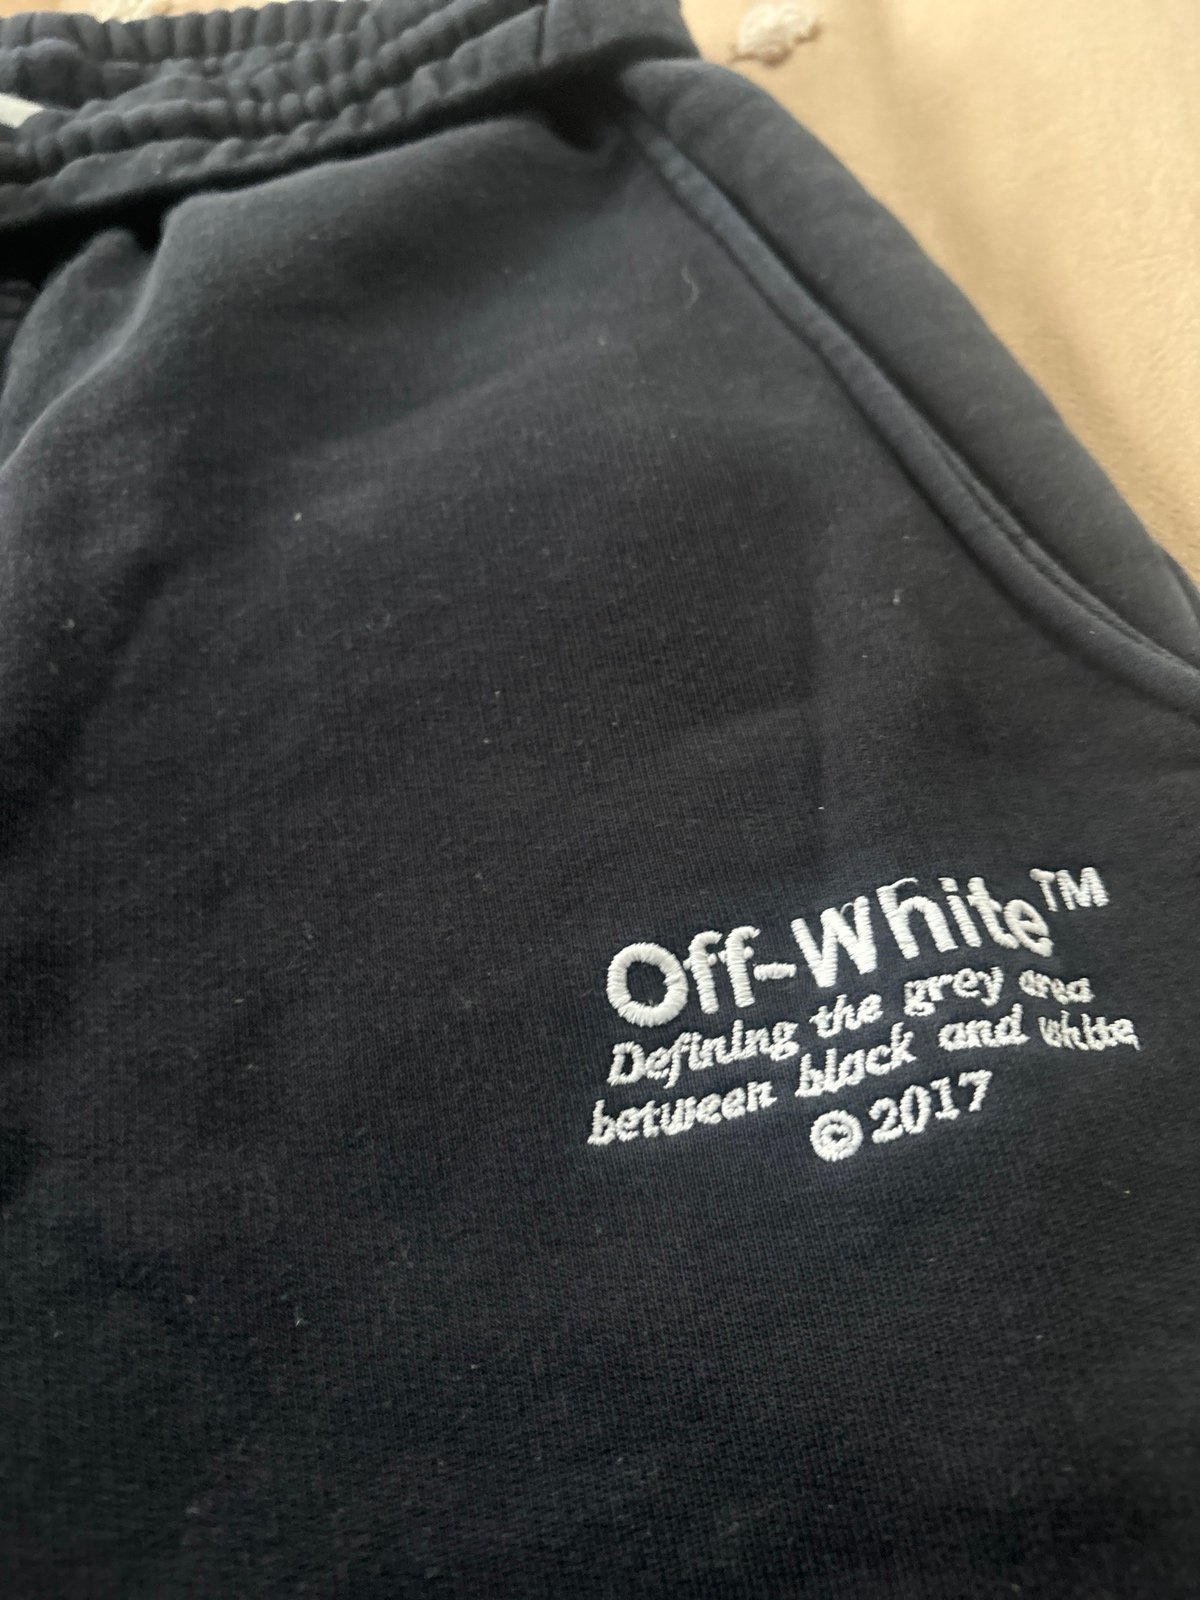 Off-White™
Defining the grey area
between black and white
©2017